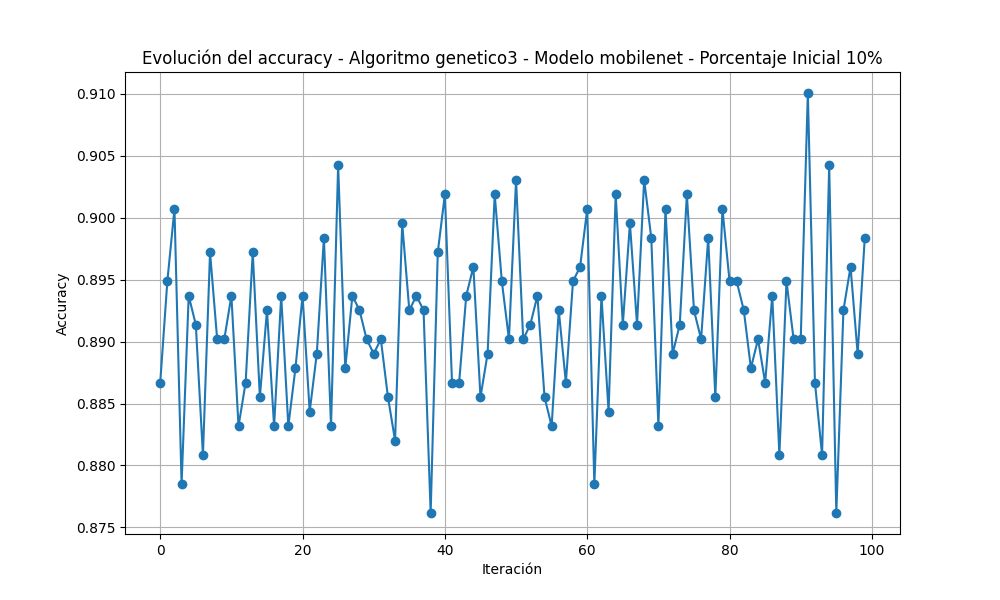 Evolución del accuracy - Algoritmo genetico3 - Modelo mobilenet - Porcentaje Inicial 10%
0.910
0.905
0.900
0.895
0.890
0.885
0.880
0.875
Accuracy
0 20 40 60 80 100
Iteración